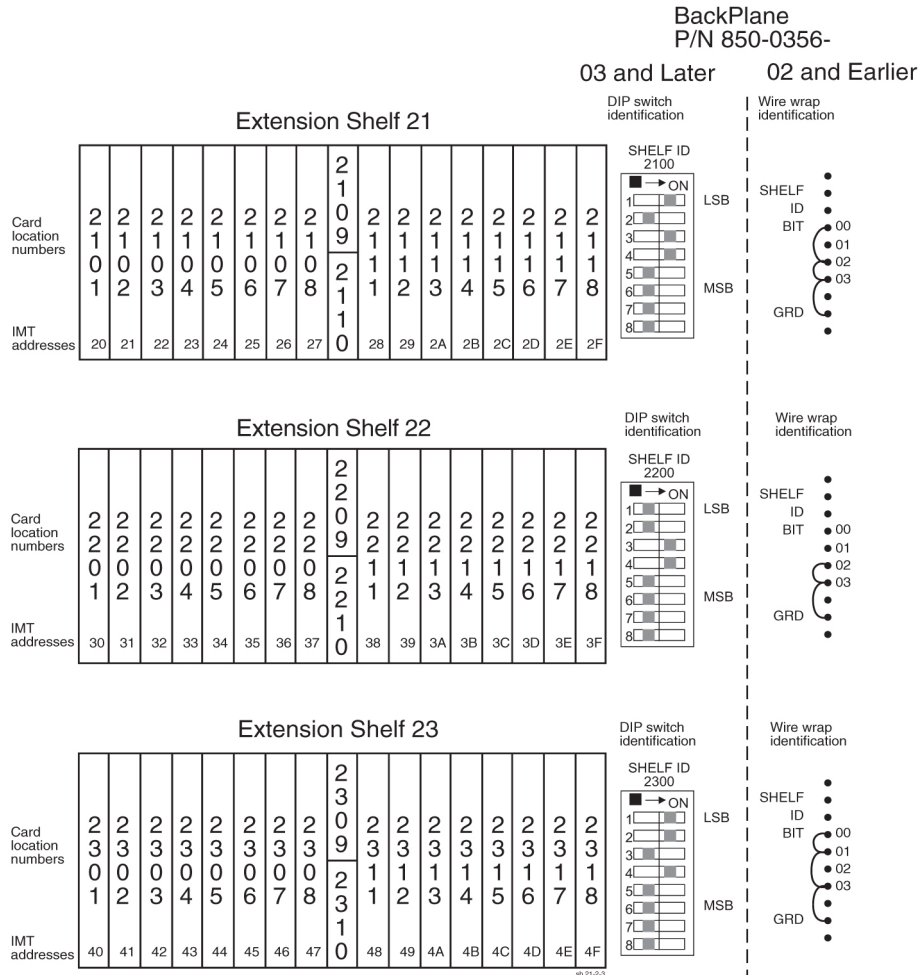 BackPlane
P/N 850-0356-
03 and Later
02 and Earlier
Extension Shelf 21
DIP switch
identification
Wire wrap
identification
SHELF ID
2100
ON
1
2
3
4
5
6
7
8
LSB
MSB
SHELF
ID
BIT
00
01
02
03
GRD
Card
location
numbers
2101 2102 2103 2104 2105 2106 2107 2108 2109 2110 2111 2112 2113 2114 2115 2116 2117 2118
IMT
addresses
20 21 22 23 24 25 26 27 28 29 2A 2B 2C 2D 2E 2F
Extension Shelf 22
DIP switch
identification
Wire wrap
identification
SHELF ID
2200
ON
1
2
3
4
5
6
7
8
LSB
MSB
SHELF
ID
BIT
00
01
02
03
GRD
Card
location
numbers
2201 2202 2203 2204 2205 2206 2207 2208 2209 2210 2211 2212 2213 2214 2215 2216 2217 2218
IMT
addresses
30 31 32 33 34 35 36 37 38 39 3A 3B 3C 3D 3E 3F
Extension Shelf 23
DIP switch
identification
Wire wrap
identification
SHELF ID
2300
ON
1
2
3
4
5
6
7
8
LSB
MSB
SHELF
ID
BIT
00
01
02
03
GRD
Card
location
numbers
2301 2302 2303 2304 2305 2306 2307 2308 2309 2310 2311 2312 2313 2314 2315 2316 2317 2318
IMT
addresses
40 41 42 43 44 45 46 47 48 49 4A 4B 4C 4D 4E 4F
sh 21-2-3